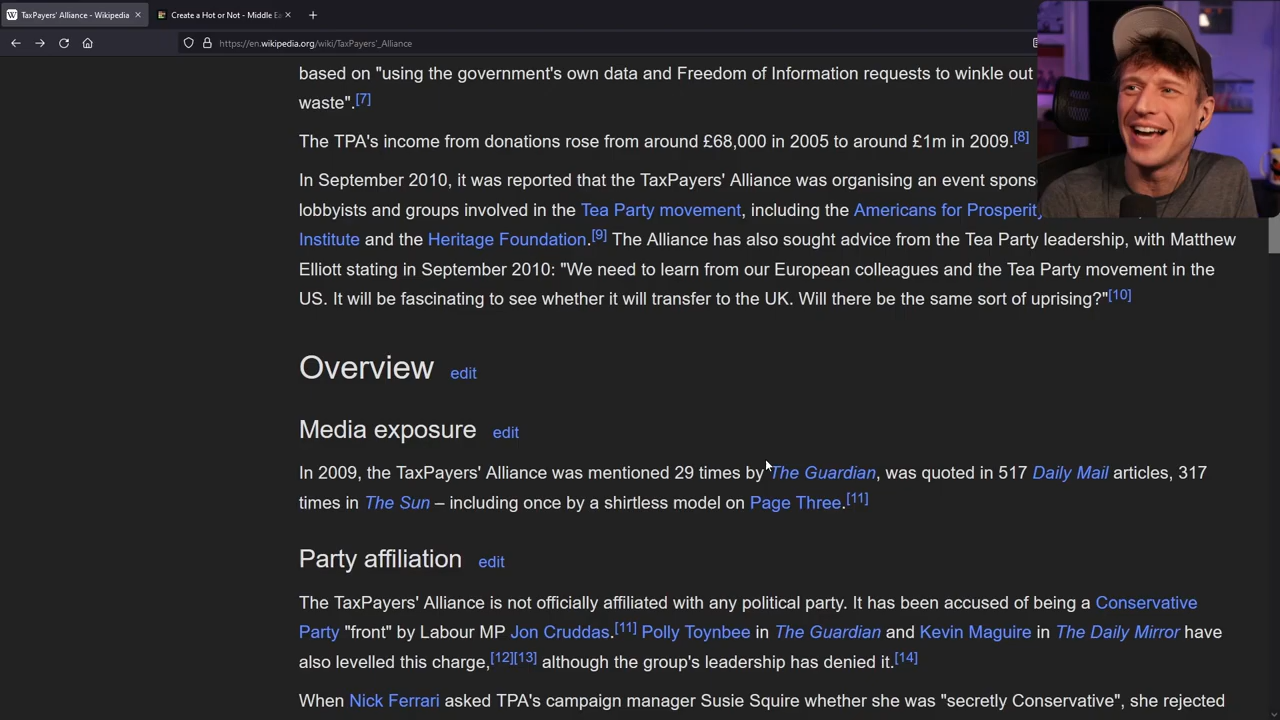 TaxPayers' Alliance - Wikipedia
Create a Hot or Not - Middle Ea
https://en.wikipedia.org/wiki/TaxPayers'_Alliance
based on "using the government's own data and Freedom of Information requests to winkle out
waste".[7]
The TPA's income from donations rose from around £68,000 in 2005 to around £1m in 2009.[8]
In September 2010, it was reported that the TaxPayers' Alliance was organising an event spons
lobbyists and groups involved in the Tea Party movement, including the Americans for Prosperity
Institute and the Heritage Foundation.[9] The Alliance has also sought advice from the Tea Party leadership, with Matthew
Elliott stating in September 2010: "We need to learn from our European colleagues and the Tea Party movement in the
US. It will be fascinating to see whether it will transfer to the UK. Will there be the same sort of uprising?"[10]
Overview edit
Media exposure edit
In 2009, the TaxPayers' Alliance was mentioned 29 times by The Guardian, was quoted in 517 Daily Mail articles, 317
times in The Sun – including once by a shirtless model on Page Three.[11]
Party affiliation edit
The TaxPayers' Alliance is not officially affiliated with any political party. It has been accused of being a Conservative
Party "front" by Labour MP Jon Cruddas.[11] Polly Toynbee in The Guardian and Kevin Maguire in The Daily Mirror have
also levelled this charge,[12][13] although the group's leadership has denied it.[14]
When Nick Ferrari asked TPA's campaign manager Susie Squire whether she was "secretly Conservative", she rejected